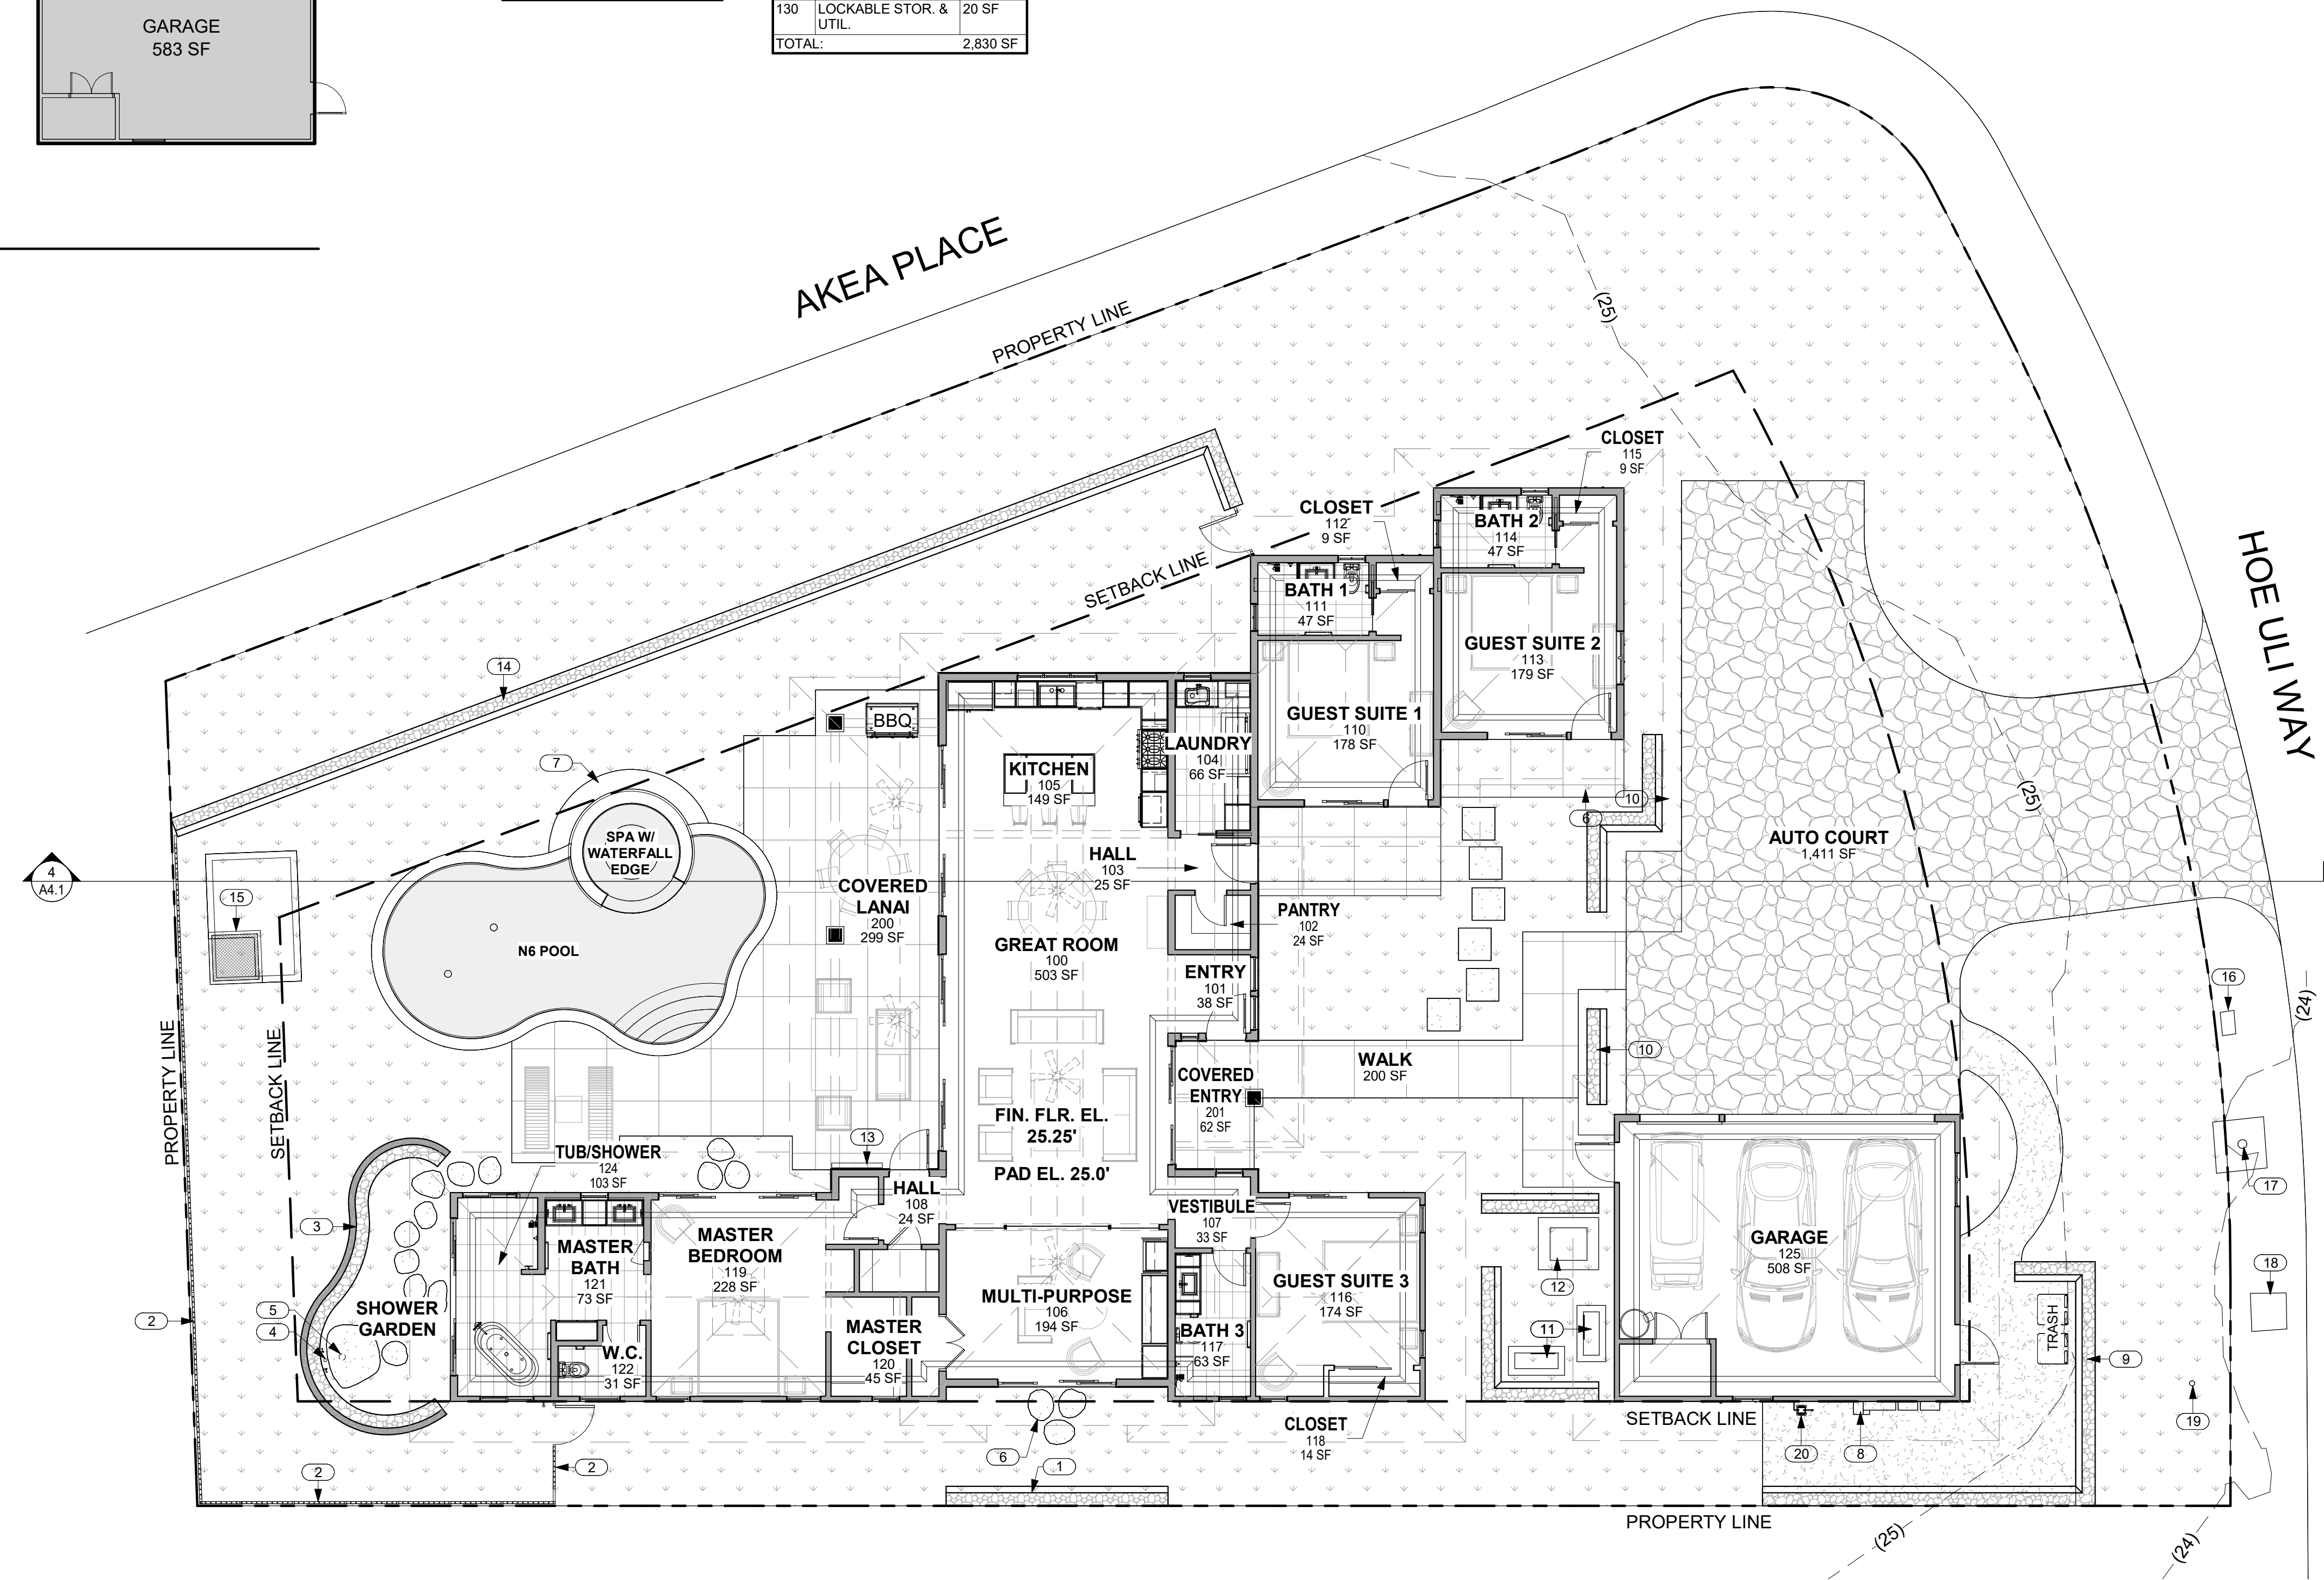 GARAGE
583 SF
130 LOCKABLE STOR. & 20 SF
UTIL.
TOTAL: 2,830 SF
AKEA PLACE
PROPERTY LINE
(25)
HOE ULI WAY
SETBACK LINE
CLOSET
115
9 SF
CLOSET
112
9 SF
BATH 2
114
47 SF
BATH 1
111
47 SF
GUEST SUITE 2
113
179 SF
GUEST SUITE 1
110
178 SF
14
BBQ
LAUNDRY
104
66 SF
KITCHEN
105
149 SF
7
10
6
(25)
SPA W/
WATERFALL
EDGE
AUTO COURT
1,411 SF
4
A4.1
HALL
103
25 SF
COVERED
LANAI
200
299 SF
15
PANTRY
102
24 SF
N6 POOL
GREAT ROOM
100
503 SF
ENTRY
101
38 SF
16
(24)
PROPERTY LINE
SETBACK LINE
10
WALK
200 SF
COVERED
ENTRY
201
62 SF
FIN. FLR. EL.
25.25'
PAD EL. 25.0'
13
TUB/SHOWER
124
103 SF
17
HALL
108
24 SF
VESTIBULE
107
33 SF
3
MASTER
BATH
121
73 SF
MASTER
BEDROOM
119
228 SF
GARAGE
125
508 SF
18
12
GUEST SUITE 3
116
174 SF
MULTI-PURPOSE
106
194 SF
SHOWER
GARDEN
5
4
2
TRASH
MASTER
CLOSET
120
45 SF
BATH 3
117
63 SF
11
W.C.
122
31 SF
9
SETBACK LINE
19
CLOSET
118
14 SF
20
8
6
1
2
2
PROPERTY LINE
(25)
(24)